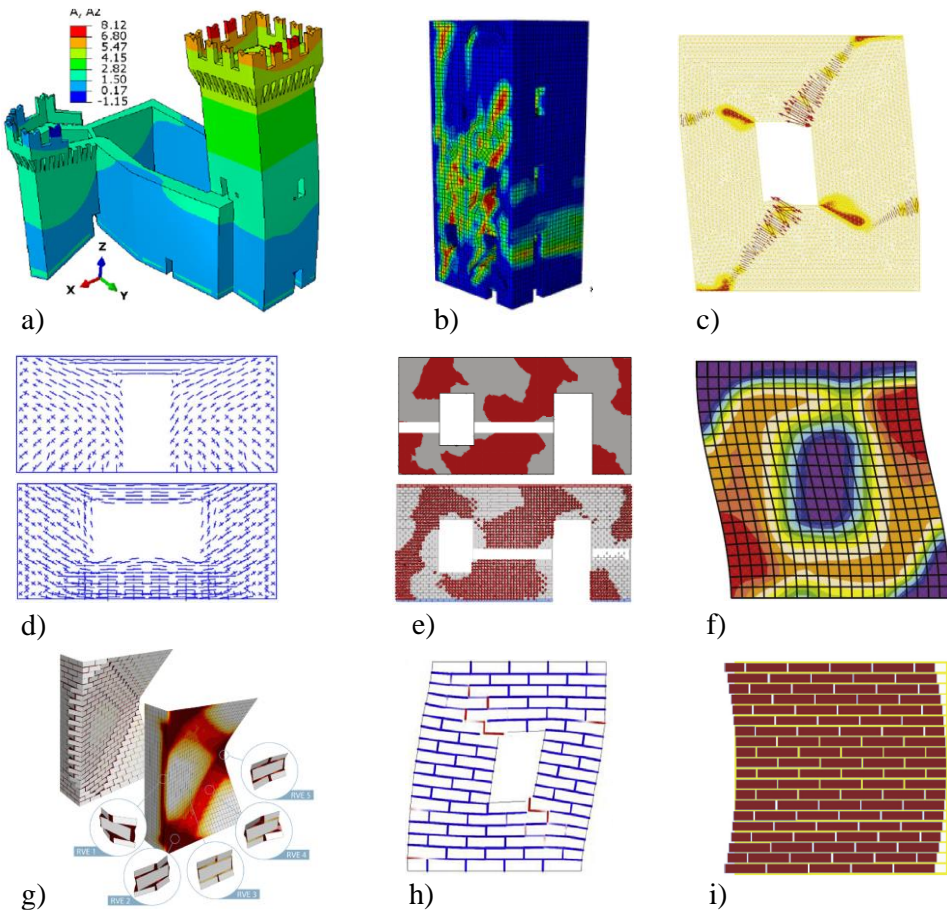 A, A2
8.12
6.80
5.47
4.15
2.82
1.50
0.17
-1.15
Z
X
Y
a)
b)
c)
d)
e)
f)
RVE 5
RVE 1
RVE 4
RVE 2
RVE 3
g)
h)
i)